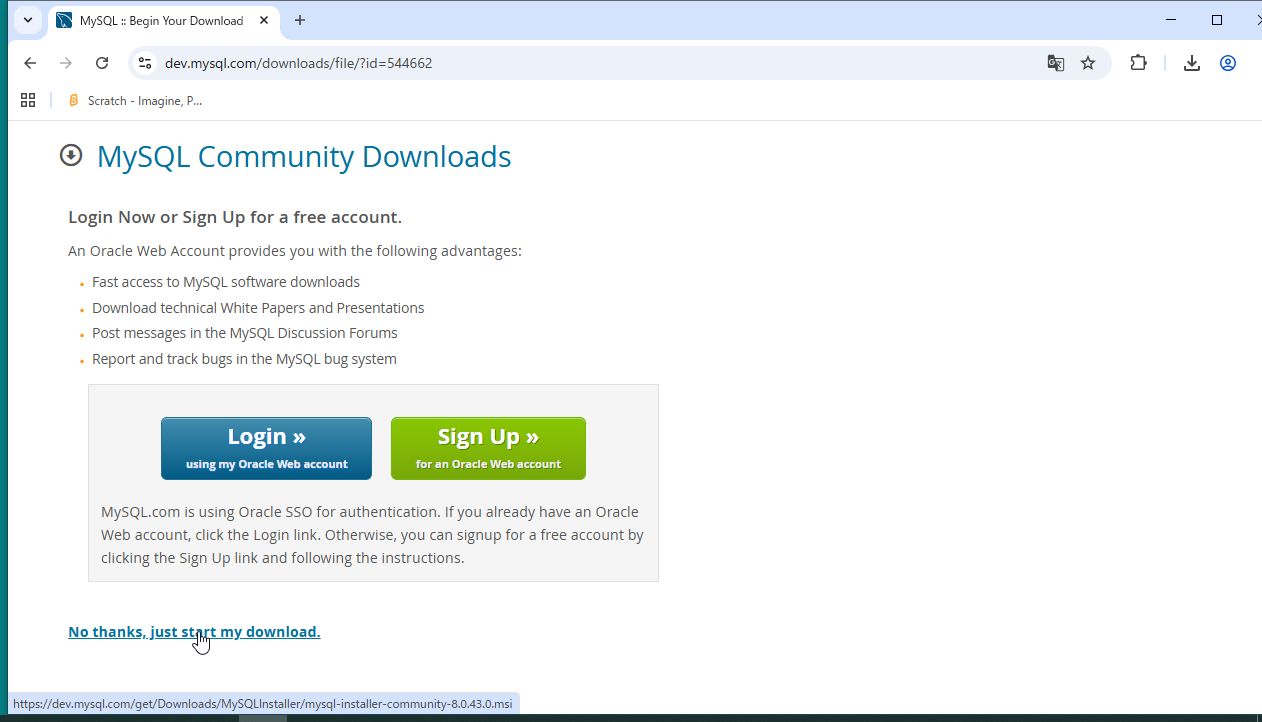 MySQL :: Begin Your Download
dev.mysql.com/downloads/file/?id=544662
Scratch - Imagine, P...
MySQL Community Downloads
Login Now or Sign Up for a free account.
An Oracle Web Account provides you with the following advantages:
Fast access to MySQL software downloads
Download technical White Papers and Presentations
Post messages in the MySQL Discussion Forums
Report and track bugs in the MySQL bug system
Login »
using my Oracle Web account
Sign Up »
for an Oracle Web account
MySQL.com is using Oracle SSO for authentication. If you already have an Oracle
Web account, click the Login link. Otherwise, you can signup for a free account by
clicking the Sign Up link and following the instructions.
No thanks, just start my download.
https://dev.mysql.com/get/Downloads/MySQLInstaller/mysql-installer-community-8.0.43.0.msi